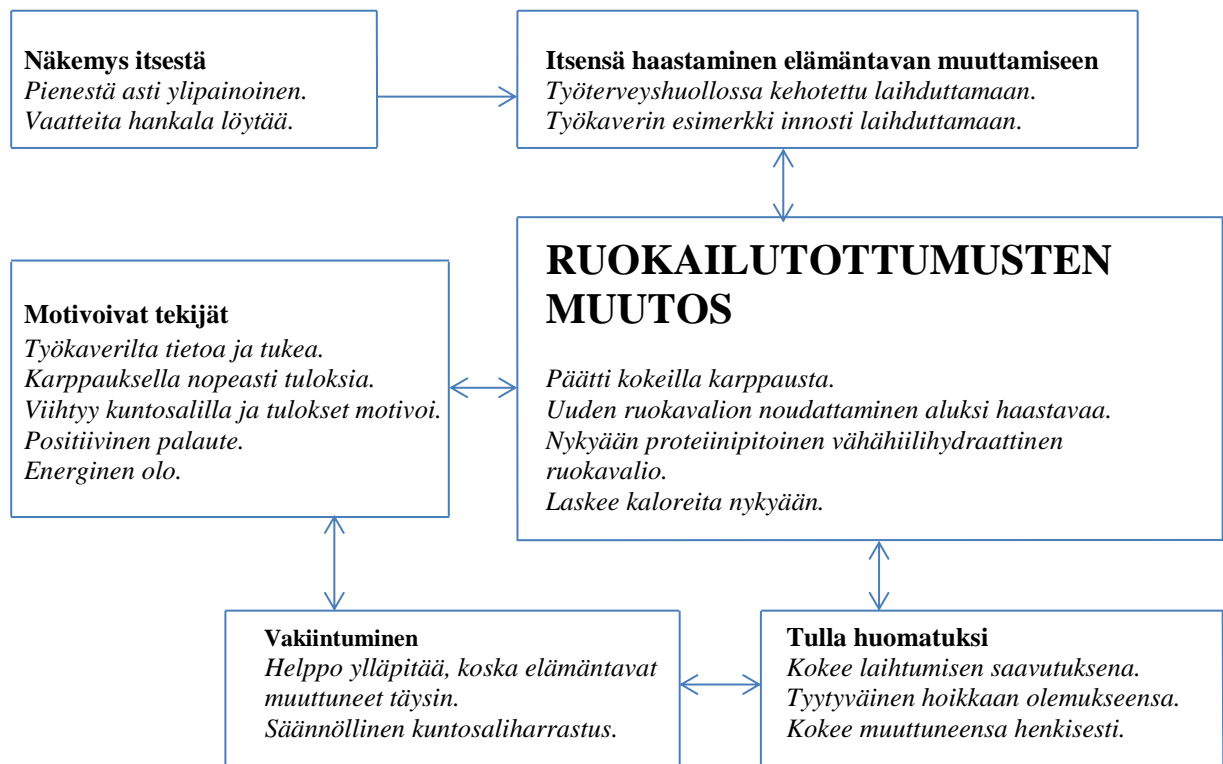 Näkemys itsestä
Pienestä asti ylipainoinen.
Vaatteita hankala löytää.
Itsensä haastaminen elämäntavan muuttamiseen
Työterveyshuollossa kehotettu laihduttamaan.
Työkaverin esimerkki innosti laihduttamaan.
Motivoivat tekijät
Työkaverilta tietoa ja tukea.
Karppauksella nopeasti tuloksia.
Viihtyy kuntosalilla ja tulokset motivoi.
Positiivinen palaute.
Energinen olo.
RUOKAILUTOTTUMUSTEN
MUUTOS
Päätti kokeilla karppausta.
Uuden ruokavalion noudattaminen aluksi haastavaa.
Nykyään proteiinipitoinen vähähiilihydraattinen
ruokavalio.
Laskee kaloreita nykyään.
Vakiintuminen
Helppo ylläpitää, koska elämäntavat
muuttuneet täysin.
Säännöllinen kuntosaliharrastus.
Tulla huomatuksi
Kokee laihtumisen saavutuksena.
Tyytyväinen hoikkaan olemukseensa.
Kokee muuttuneensa henkisesti.